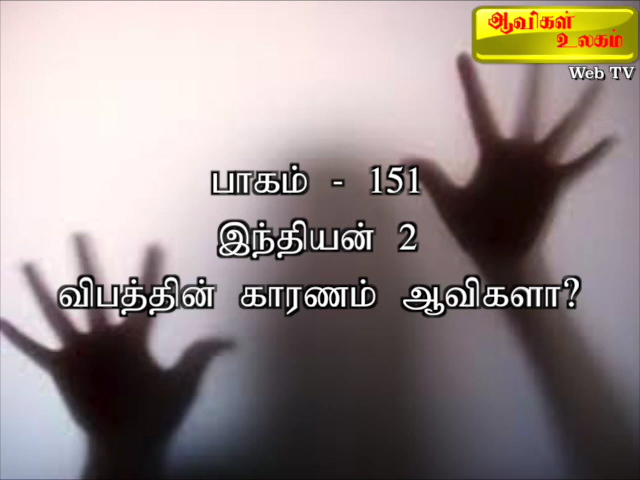 ஆவிகள்
உலகம்
Web TV
பாகம் - 151
இந்தியன் 2
விபத்தின் காரணம் ஆவிகளா?